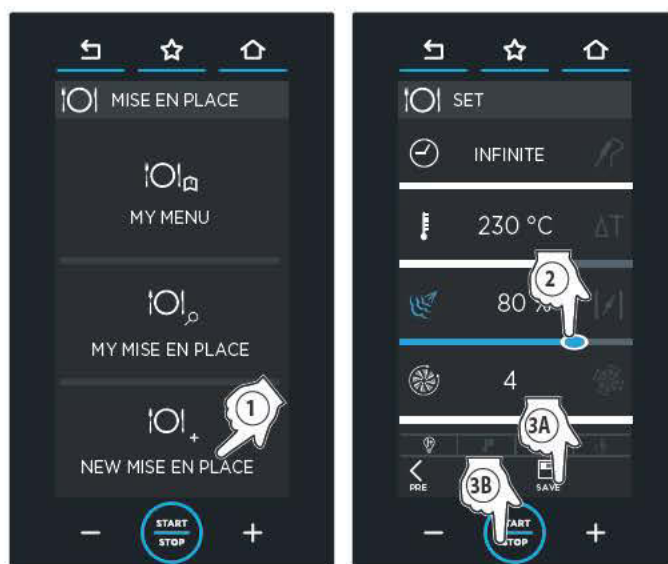 MISE EN PLACE
MY MENU
MY MISE EN PLACE
NEW MISE EN PLACE
1
START
STOP
SET
INFINITE
230 °C
ΔT
80 %
2
4
3A
PRE
SAVE
3B
START
STOP